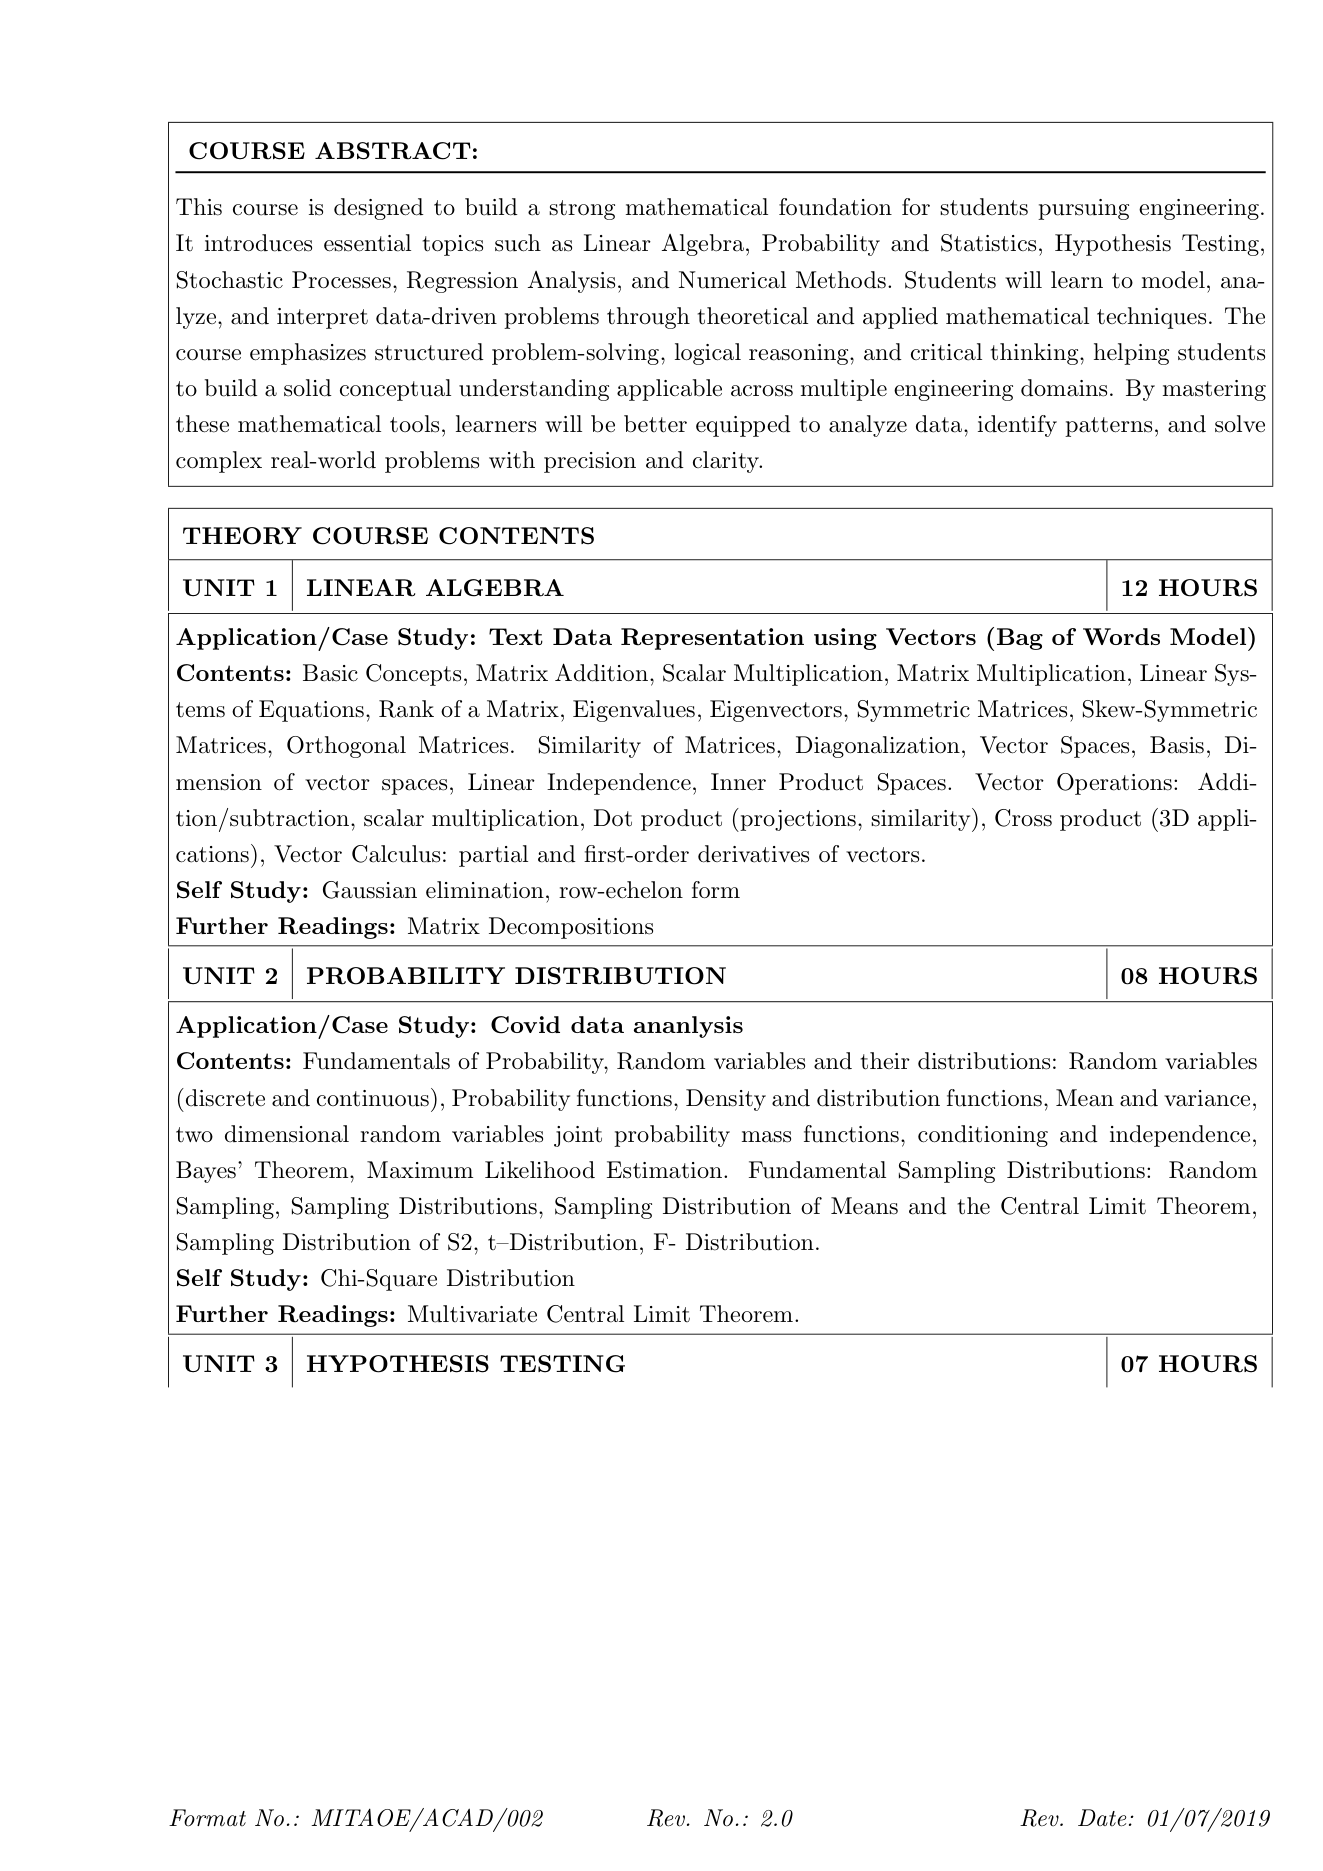 COURSE ABSTRACT:
This course is designed to build a strong mathematical foundation for students pursuing engineering.
It introduces essential topics such as Linear Algebra, Probability and Statistics, Hypothesis Testing,
Stochastic Processes, Regression Analysis, and Numerical Methods. Students will learn to model, ana-
lyze, and interpret data-driven problems through theoretical and applied mathematical techniques. The
course emphasizes structured problem-solving, logical reasoning, and critical thinking, helping students
to build a solid conceptual understanding applicable across multiple engineering domains. By mastering
these mathematical tools, learners will be better equipped to analyze data, identify patterns, and solve
complex real-world problems with precision and clarity.
THEORY COURSE CONTENTS
UNIT 1 LINEAR ALGEBRA 12 HOURS
Application/Case Study: Text Data Representation using Vectors (Bag of Words Model)
Contents: Basic Concepts, Matrix Addition, Scalar Multiplication, Matrix Multiplication, Linear Sys-
tems of Equations, Rank of a Matrix, Eigenvalues, Eigenvectors, Symmetric Matrices, Skew-Symmetric
Matrices, Orthogonal Matrices. Similarity of Matrices, Diagonalization, Vector Spaces, Basis, Di-
mension of vector spaces, Linear Independence, Inner Product Spaces. Vector Operations: Addi-
tion/subtraction, scalar multiplication, Dot product (projections, similarity), Cross product (3D appli-
cations), Vector Calculus: partial and first-order derivatives of vectors.
Self Study: Gaussian elimination, row-echelon form
Further Readings: Matrix Decompositions
UNIT 2 PROBABILITY DISTRIBUTION 08 HOURS
Application/Case Study: Covid data ananlysis
Contents: Fundamentals of Probability, Random variables and their distributions: Random variables
(discrete and continuous), Probability functions, Density and distribution functions, Mean and variance,
two dimensional random variables joint probability mass functions, conditioning and independence,
Bayes' Theorem, Maximum Likelihood Estimation. Fundamental Sampling Distributions: Random
Sampling, Sampling Distributions, Sampling Distribution of Means and the Central Limit Theorem,
Sampling Distribution of S2, t–Distribution, F- Distribution.
Self Study: Chi-Square Distribution
Further Readings: Multivariate Central Limit Theorem.
UNIT 3 HYPOTHESIS TESTING 07 HOURS
Format No.: MITAOE/ACAD/002 Rev. No.: 2.0 Rev. Date: 01/07/2019